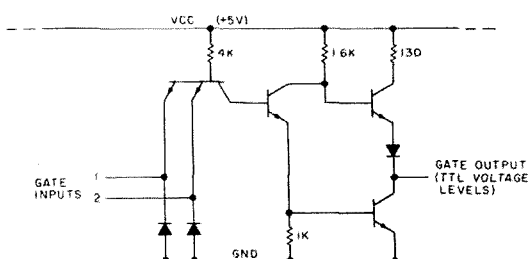 VCC (+5V)
4K
1.6K
130
1
GATE INPUTS
2
GATE OUTPUT
(TTL VOLTAGE
LEVELS)
1K
GND